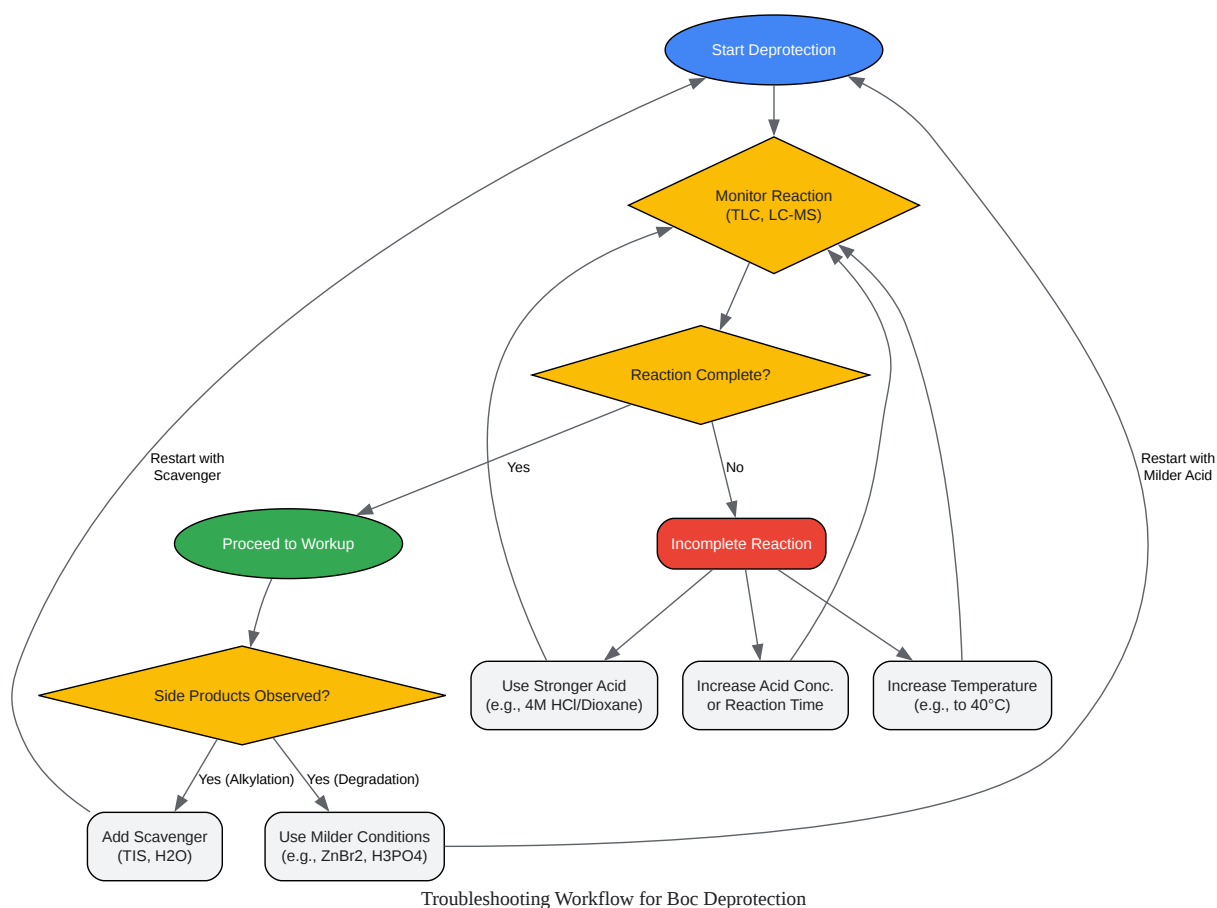 Start Deprotection
Monitor Reaction
(TLC, LC-MS)
Reaction Complete?
Restart with
Scavenger
Yes
No
Restart with
Milder Acid
Proceed to Workup
Incomplete Reaction
Side Products Observed?
Use Stronger Acid
(e.g., 4M HCl/Dioxane)
Increase Acid Conc.
or Reaction Time
Increase Temperature
(e.g., to 40°C)
Yes (Alkylation)
Yes (Degradation)
Add Scavenger
(TIS, H2O)
Use Milder Conditions
(e.g., ZnBr2, H3PO4)
Troubleshooting Workflow for Boc Deprotection